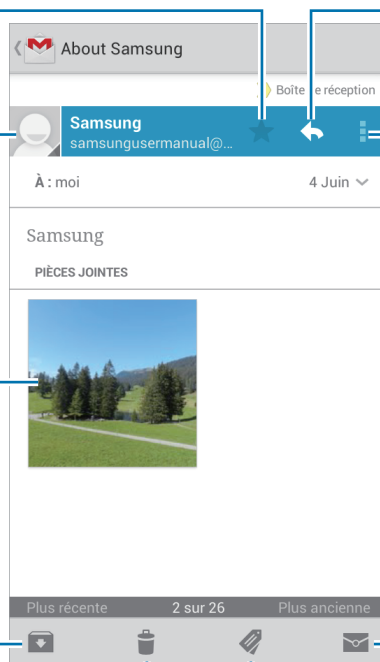 About Samsung
Boîte de réception
Samsung
samsungusermanual@...
À : moi
4 Juin
Samsung
PIÈCES JOINTES
Plus récente
2 sur 26
Plus ancienne